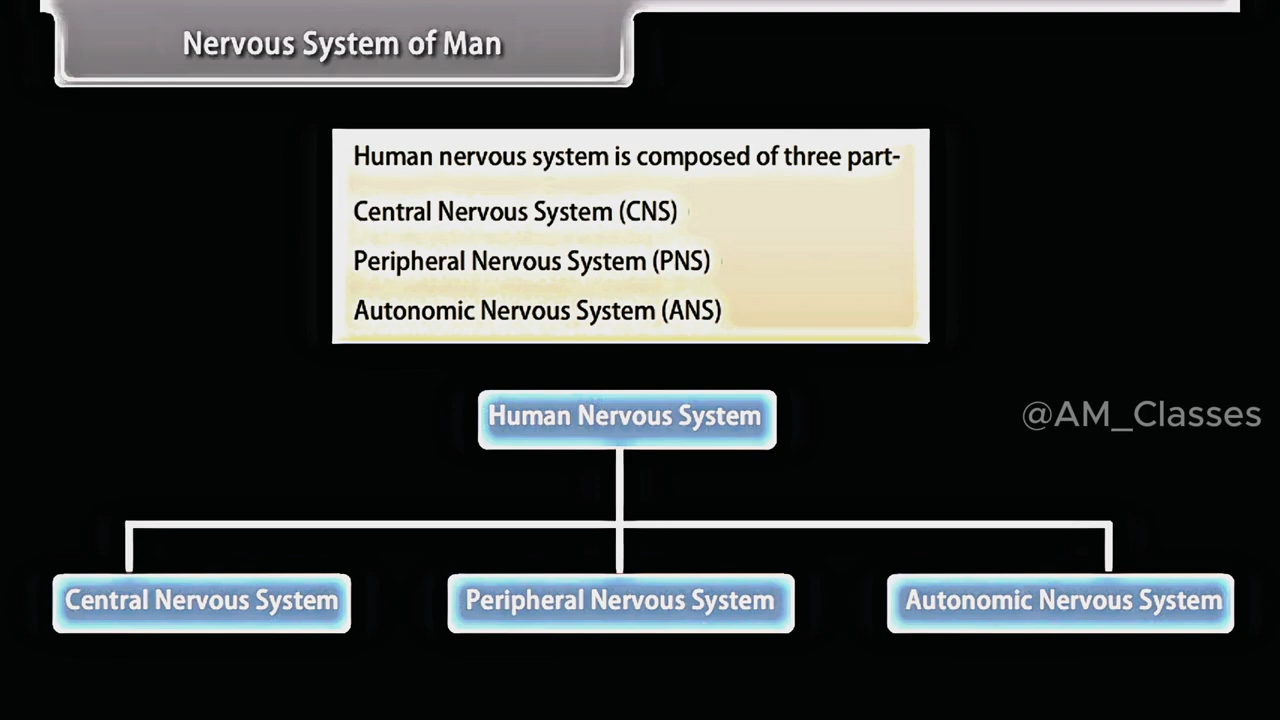 Nervous System of Man
Human nervous system is composed of three part-
Central Nervous System (CNS)
Peripheral Nervous System (PNS)
Autonomic Nervous System (ANS)
Human Nervous System
@AM_Classes
Central Nervous System
Peripheral Nervous System
Autonomic Nervous System